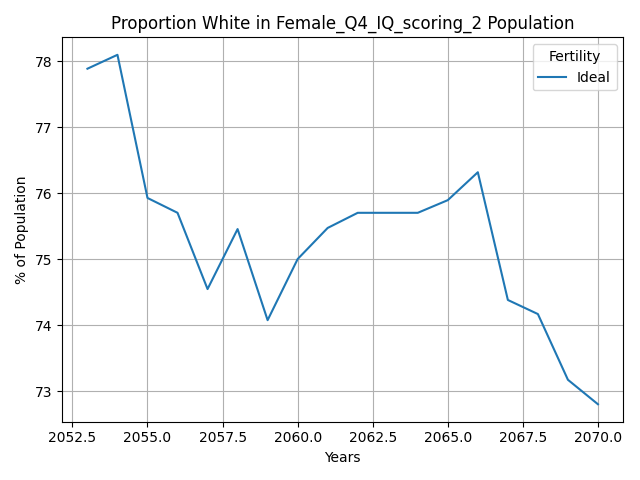 Proportion White in Female_Q4_IQ_scoring_2 Population
Fertility
Ideal
78
77
76
75
74
73
% of Population
2052.5 2055.0 2057.5 2060.0 2062.5 2065.0 2067.5 2070.0
Years